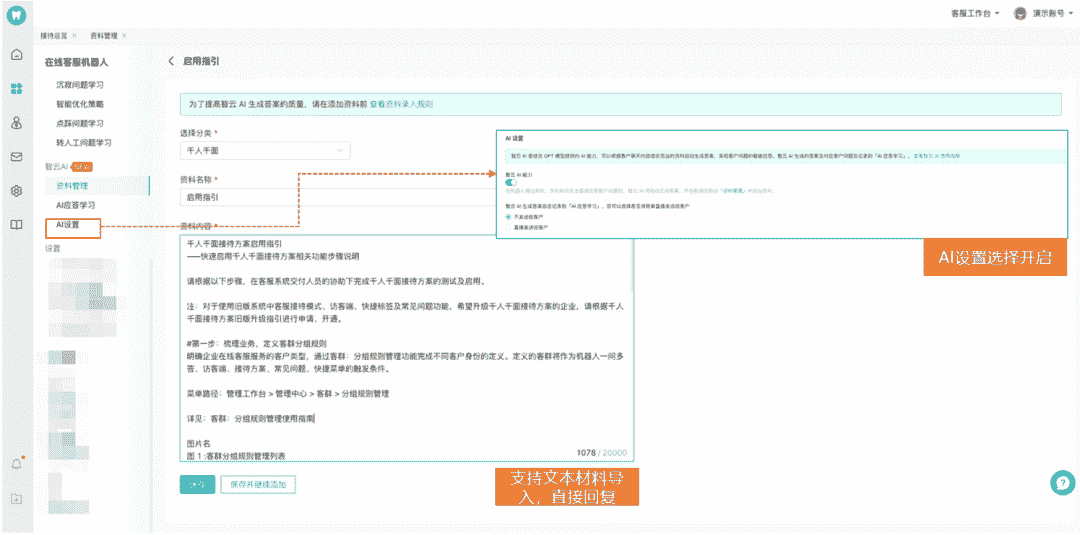 客服工作台
演示账号
接待总览 ×
资料管理 ×
在线客服机器人
沉寂问题学习
智能优化策略
点踩问题学习
转人工问题学习
智云AI NEW
资料管理
AI应答学习
AI设置
设置
启用指引
为了提高智云 AI 生成答案的质量，请在添加资料前 查看资料录入规则
选择分类 *
千人千面
资料名称 *
启用指引
资料内容 *
千人千面接待方案启用指引
——快速启用千人千面接待方案相关功能步骤说明
请根据以下步骤，在客服系统交付人员的协助下完成千人千面接待方案的测试及启用。
注：对于使用旧版系统中客服接待模式、访客端、快捷标签及常见问题功能，希望升级千人千面接待方案的企业，请根据千
人千面接待方案旧版升级指引进行申请、开通。
#第一步：梳理业务，定义客群分组规则
明确企业在线客服服务的客户类型，通过客群：分组规则管理功能完成不同客户身份的定义。定义的客群将作为机器人一问多
答、访客端、接待方案、常见问题、快捷菜单的触发条件。
菜单路径：管理工作台 > 管理中心 > 客群 > 分组规则管理
详见：客群：分组规则管理使用指南
图片名
图 1 :客群分组规则管理列表
1078 / 20000
保存并继续添加
AI 设置
智云 AI 能力
不发送给客户
直接发送给客户
AI设置选择开启
支持文本材料导
入，直接回复